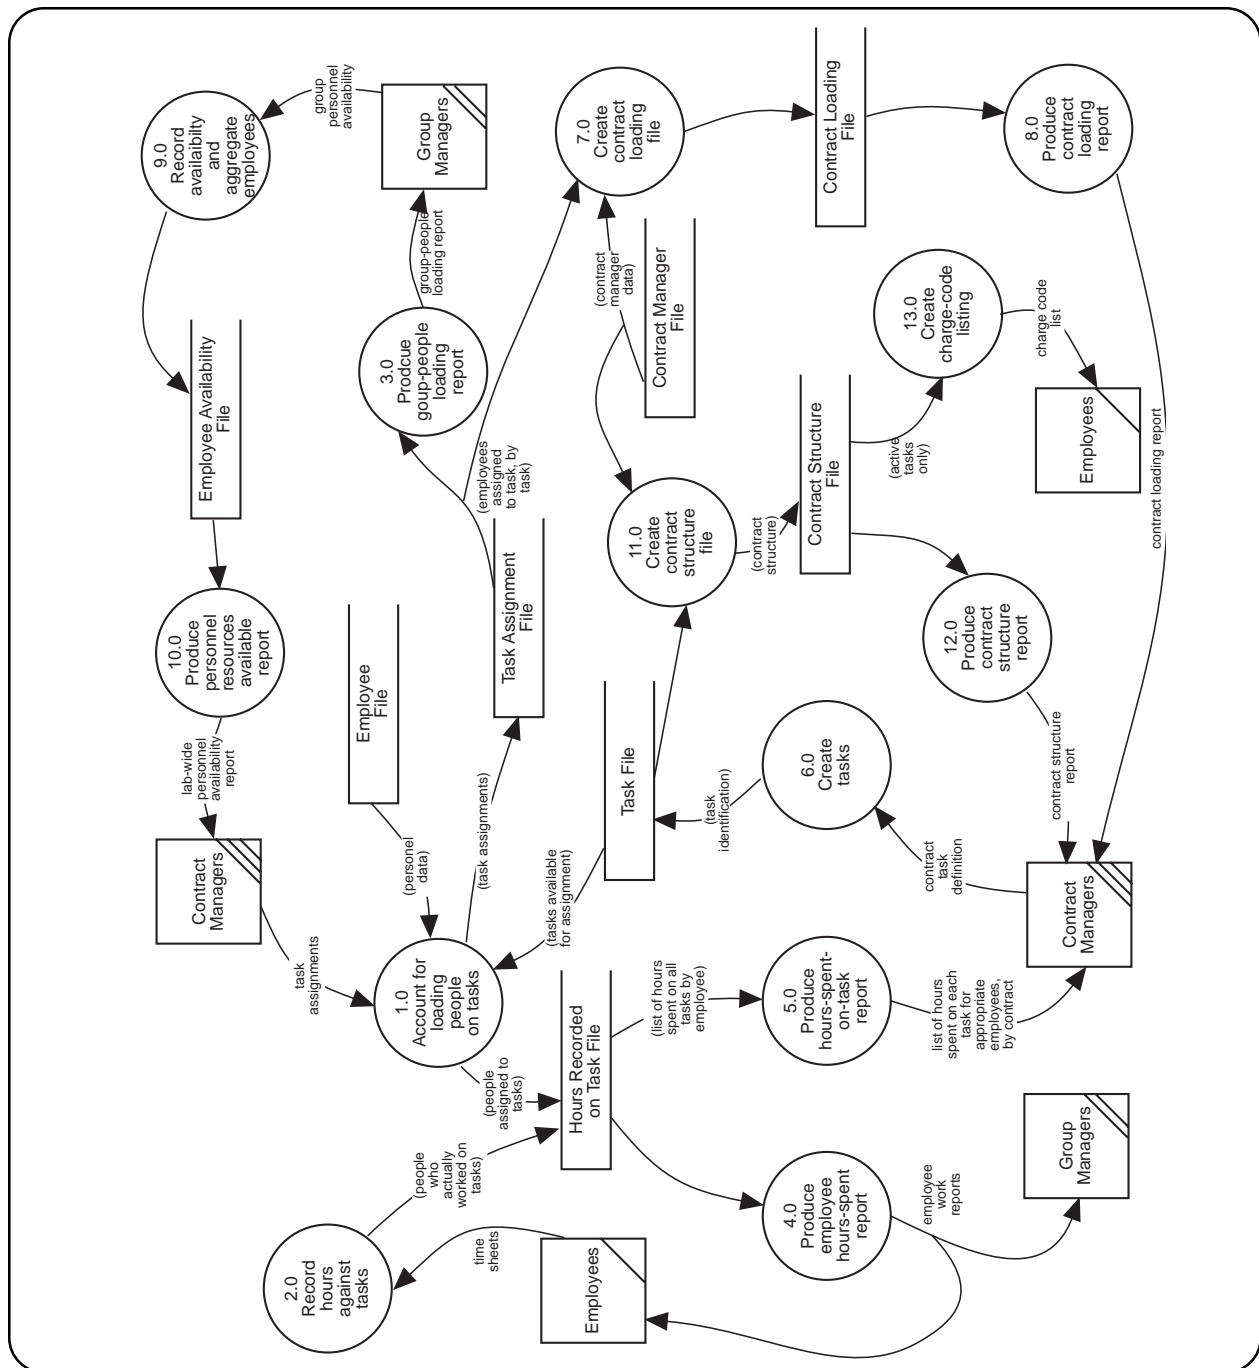 9.0
Record
availaibilty
and
aggregate
employees
group
personnel
availability
Group
Managers
group-people
loading report
3.0
Prodcue
goup-people
loading
report
Employee Availability
File
10.0
Produce
personnel
resources
available
report
lab-wide
personnel
availability
report
Contract
Managers
task
assignments
Employee
File
(personel
data)
1.0
Account for
loading
people
on tasks
(task assignments)
Task Assignment
File
(employees
assigned
to task, by
task)
7.0
Create
contract
loading
file
(contract
manager
data)
Contract Manager
File
Contract Loading
File
8.0
Produce
contract
loading
report
contract loading report
11.0
Create
contract
structure
file
(contract
structure)
Contract Structure
File
(active
tasks
only)
13.0
Create
charge-code
listing
charge code
list
Employees
12.0
Produce
contract
structure
report
contract structure
report
Task File
(tasks available
for assignment)
(task
identification)
6.0
Create
tasks
contract
task
definition
Contract
Managers
(people
assigned to
tasks)
Hours Recorded
on Task File
(list of hours
spent on all
tasks by
employee)
5.0
Produce
hours-spent-
on-task
report
list of hours
spent on each
task for
appropriate
employees,
by contract
2.0
Record
hours
against
tasks
(people
who
actually
worked on
tasks)
time
sheets
Employees
4.0
Produce
employee
hours-spent
report
employee
work
reports
Group
Managers